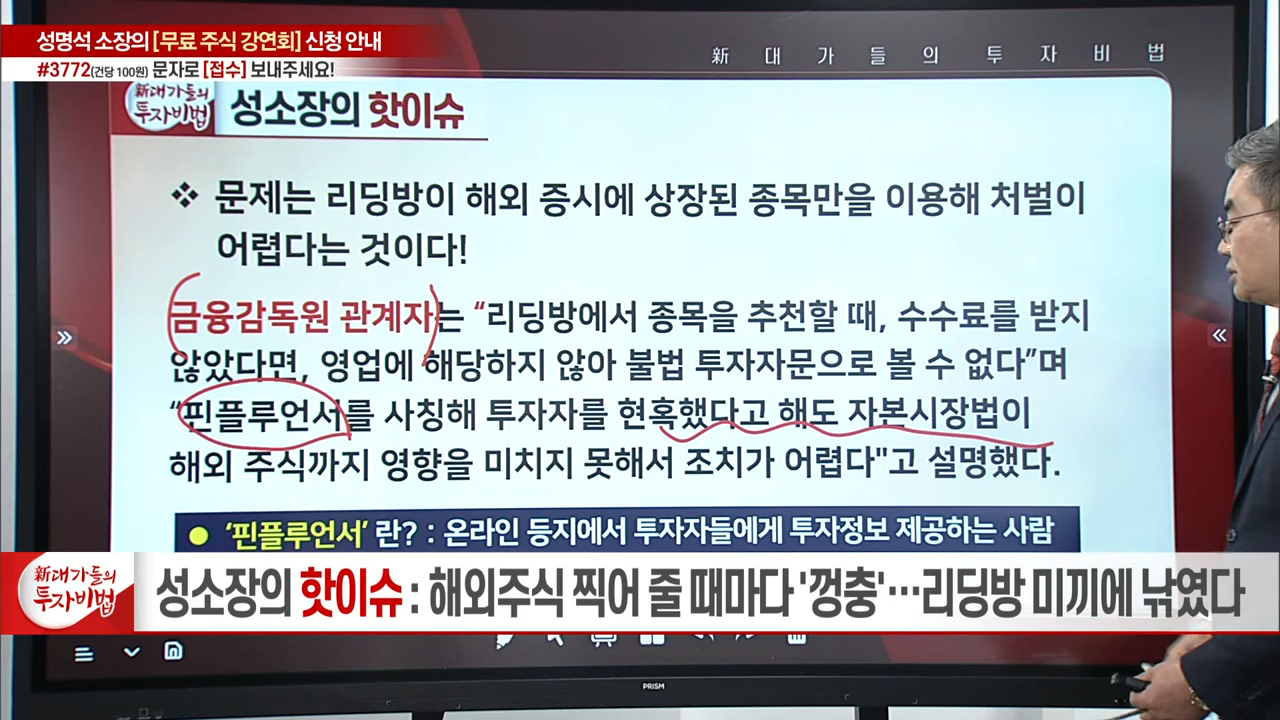 성명석 소장의 [무료 주식 강연회] 신청 안내
#3772(건당 100원) 문자로 [접수] 보내주세요!
新 대 가 들 의 투 자 비 법
新대가들의
투자비법
성소장의 핫이슈
❖ 문제는 리딩방이 해외 증시에 상장된 종목만을 이용해 처벌이
어렵다는 것이다!
금융감독원 관계자는 “리딩방에서 종목을 추천할 때, 수수료를 받지
않았다면, 영업에 해당하지 않아 불법 투자자문으로 볼 수 없다”며
“핀플루언서를 사칭해 투자자를 현혹했다고 해도 자본시장법이
해외 주식까지 영향을 미치지 못해서 조치가 어렵다"고 설명했다.
● ‘핀플루언서’ 란? : 온라인 등지에서 투자자들에게 투자정보 제공하는 사람
新대가들의
투자비법
성소장의 핫이슈 : 해외주식 찍어 줄 때마다 '껑충'…리딩방 미끼에 낚였다
PRISM